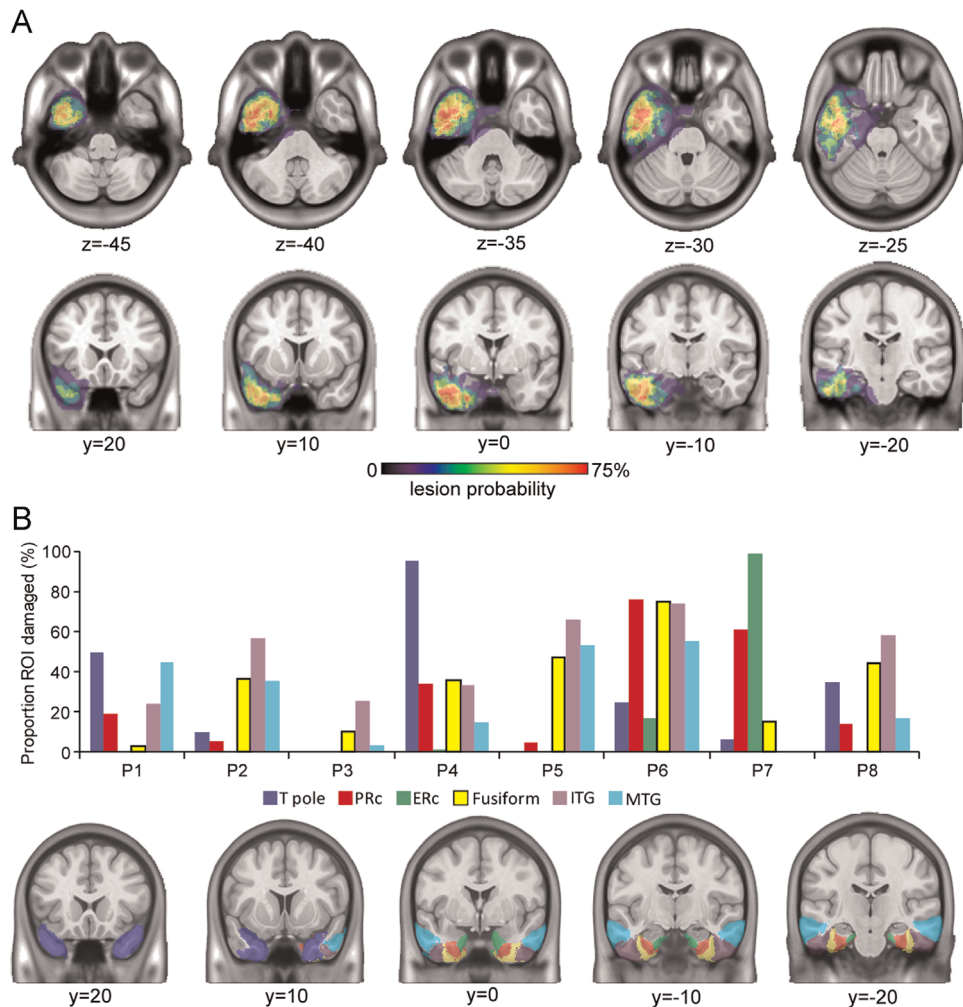 A
z=-45 z=-40 z=-35 z=-30 z=-25
y=20 y=10 y=0 y=-10 y=-20
0 75%
lesion probability
B
Proportion ROI damaged (%)
100
80
60
40
20
0
P1 P2 P3 P4 P5 P6 P7 P8
T pole PRc ERc Fusiform ITG MTG
y=20 y=10 y=0 y=-10 y=-20